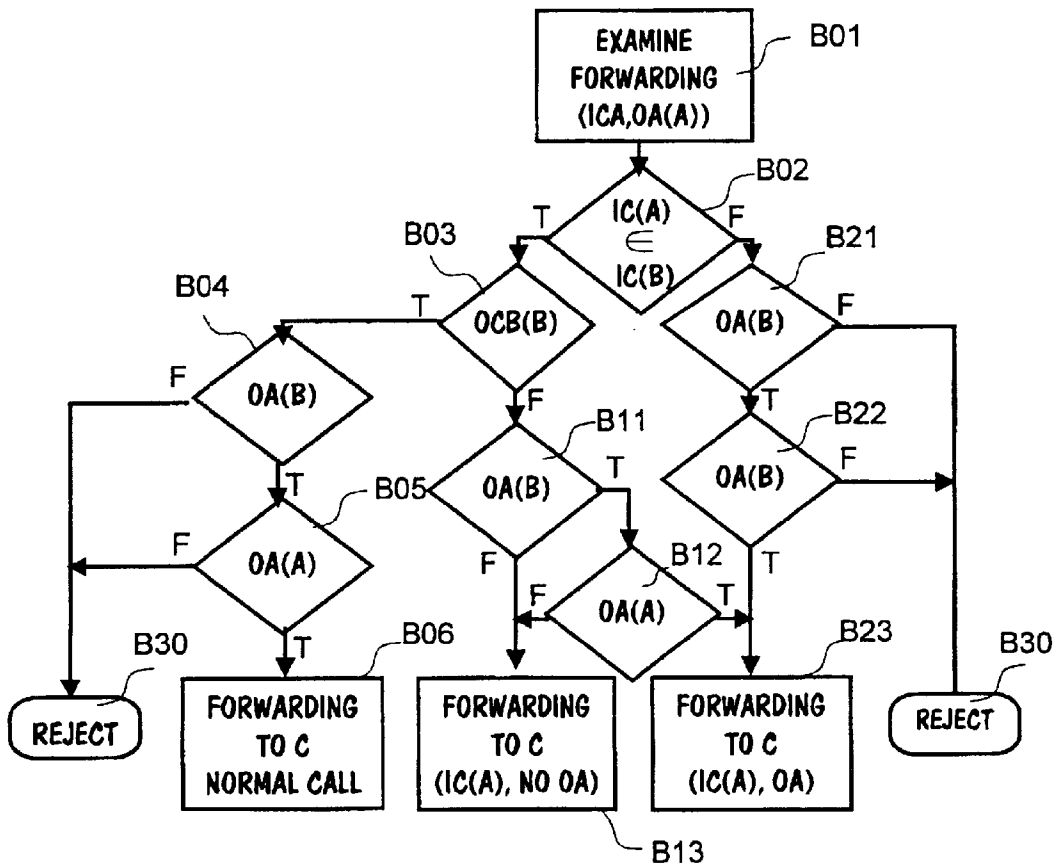 EXAMINE
FORWARDING
(ICA,OA(A))
B01
B02
T
IC(A)
∈
IC(B)
F
B03
B21
B04
T
OCB(B)
OA(B)
F
F
OA(B)
F
T
B11
B22
T
B05
OA(B)
T
OA(B)
F
F
OA(A)
F
B12
T
F
OA(A)
T
T
B06
B23
B30
B30
REJECT
FORWARDING
TO C
NORMAL CALL
FORWARDING
TO C
(IC(A), NO OA)
FORWARDING
TO C
(IC(A), OA)
REJECT
B13